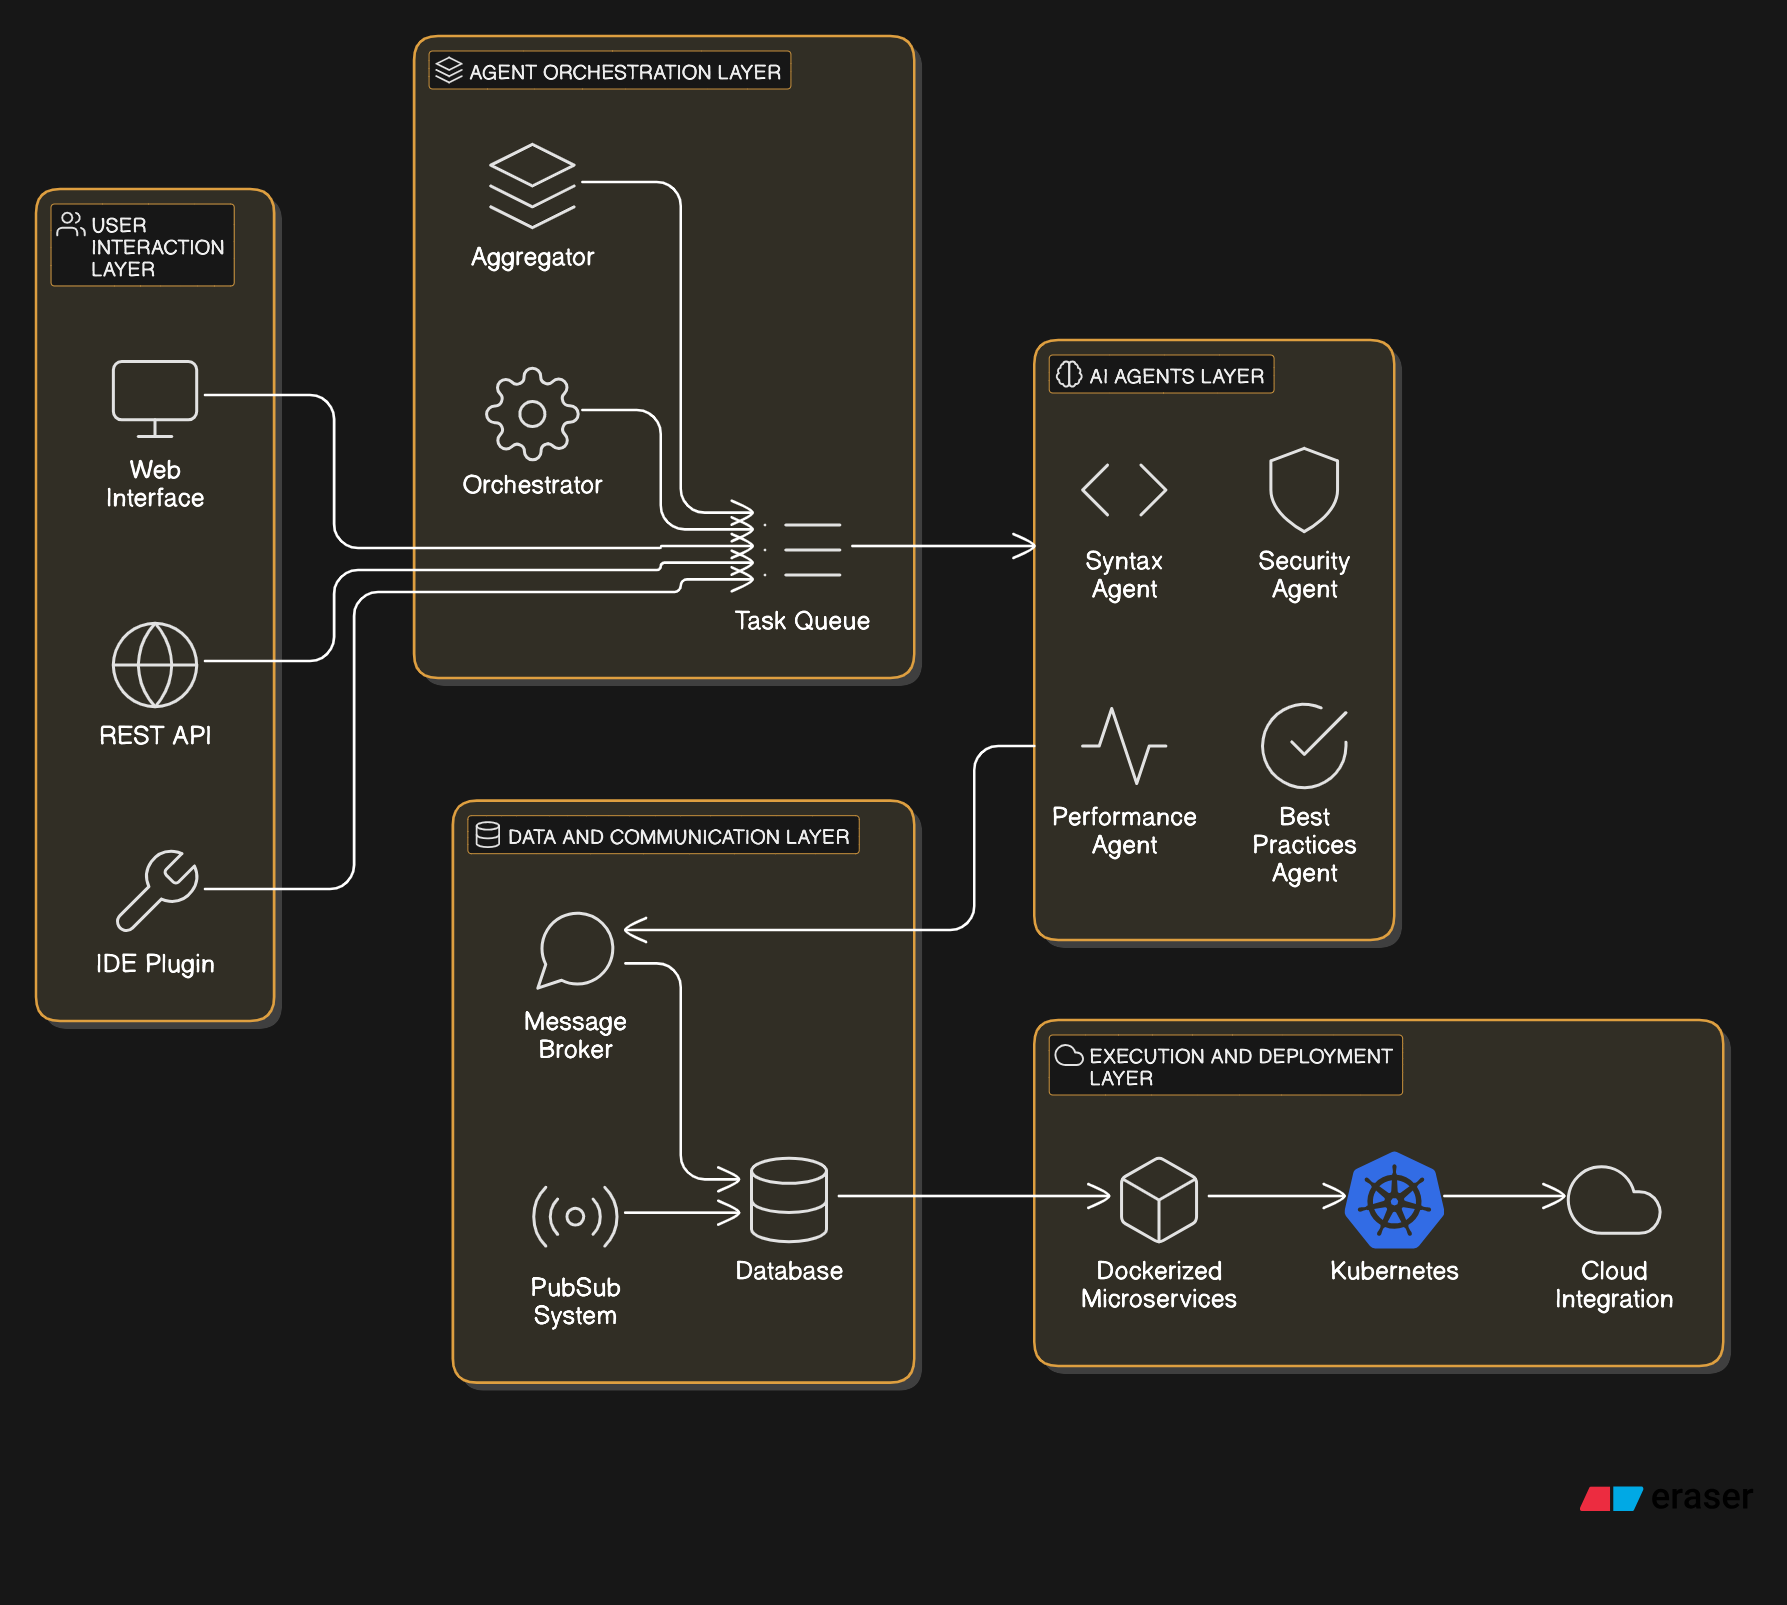 AGENT ORCHESTRATION LAYER
Aggregator
Orchestrator
Task Queue
USER
INTERACTION
LAYER
Web
Interface
REST API
IDE Plugin
AI AGENTS LAYER
Syntax
Agent
Security
Agent
Performance
Agent
Best
Practices
Agent
DATA AND COMMUNICATION LAYER
Message
Broker
PubSub
System
Database
EXECUTION AND DEPLOYMENT
LAYER
Dockerized
Microservices
Kubernetes
Cloud
Integration
eraser